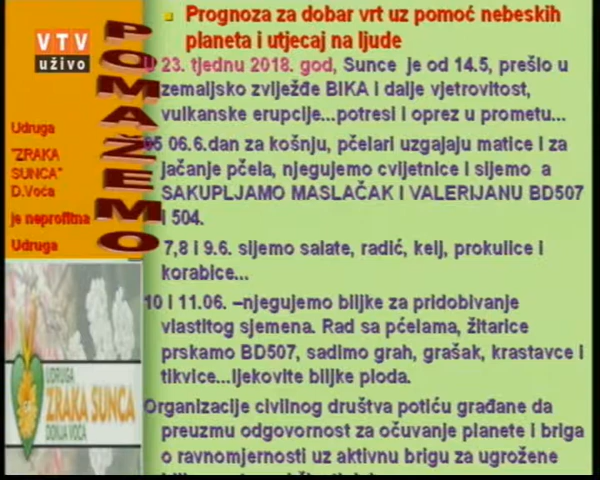 Prognoza za dobar vrt uz pomoć nebeskih
planeta i utjecaj na ljude
VTV
uživo
POMAŽEMO
Udruga
"ZRAKA
SUNCA"
D.Voća
je neprofitna
Udruga
U 23. tjednu 2018. god, Sunce je od 14.5, prešlo u
zemaljsko zviježđe BIKA i dalje vjetrovitost,
vulkanske erupcije...potresi i oprez u prometu...
05 06.6.dan za košnju, pčelari uzgajaju matice i za
jačanje pčela, njegujemo cvijetnice i sijemo a
SAKUPLJAMO MASLAČAK I VALERIJANU BD507
I 504.
7,8 i 9.6. sijemo salate, radić, kelj, prokulice i
korabice...
10 i 11.06. –njegujemo biljke za pridobivanje
vlastitog sjemena. Rad sa pćelama, žitarice
prskamo BD507, sadimo grah, grašak, krastavce i
tikvice...ljekovite biljke ploda.
Organizacije civilnog društva potiću građane da
preuzmu odgovornost za očuvanje planete i briga
o ravnomjernosti uz aktivnu brigu za ugrožene
UDRUGA
ZRAKA SUNCA
DONJA VOĆA